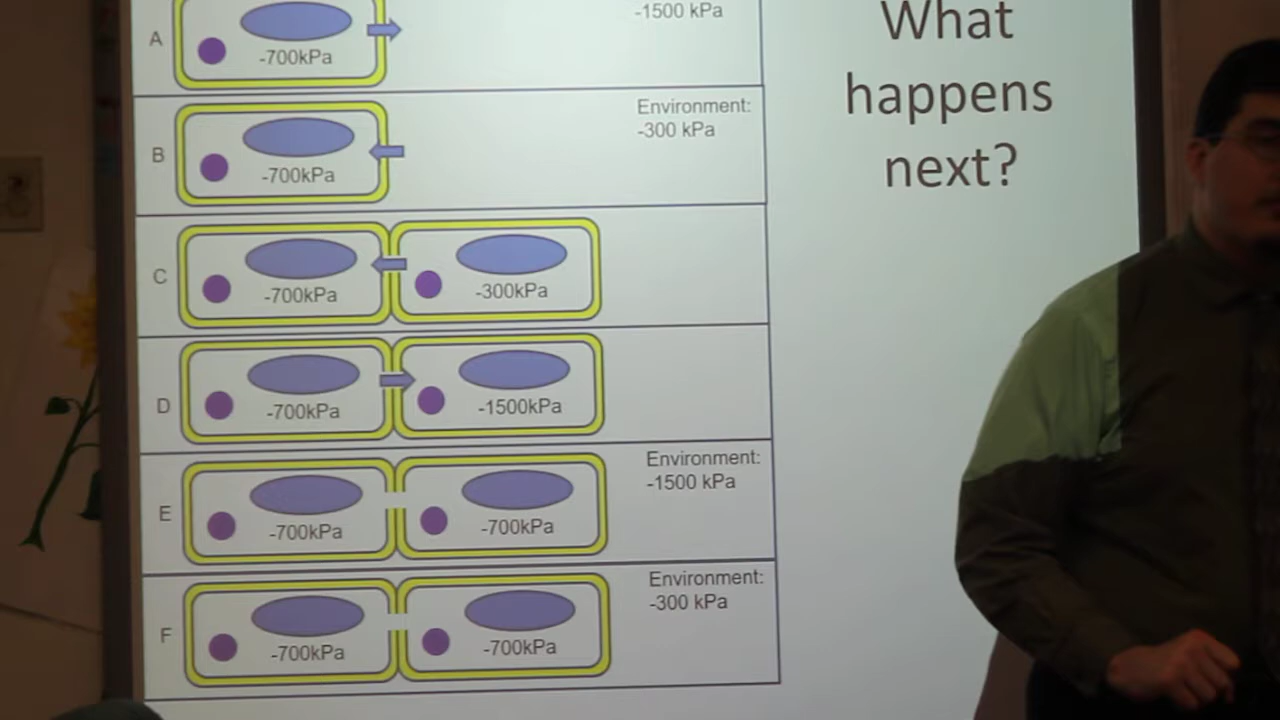 A
-700kPa
-1500 kPa
B
-700kPa
Environment:
-300 kPa
C
-700kPa
-300kPa
D
-700kPa
-1500kPa
E
-700kPa
-700kPa
Environment:
-1500 kPa
F
-700kPa
-700kPa
Environment:
-300 kPa
What
happens
next?